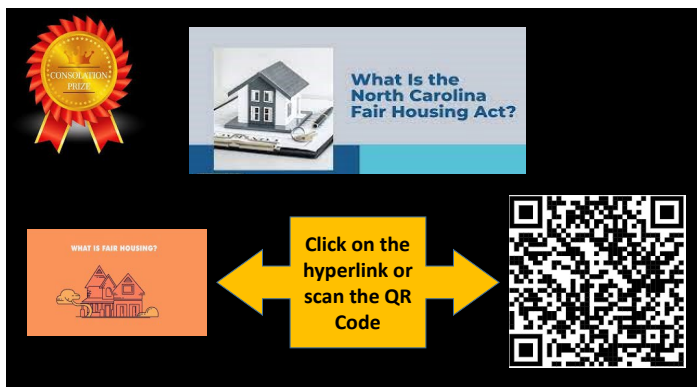 CONSOLATION
PRIZE
What Is the
North Carolina
Fair Housing Act?
WHAT IS FAIR HOUSING?
Click on the
hyperlink or
scan the QR
Code